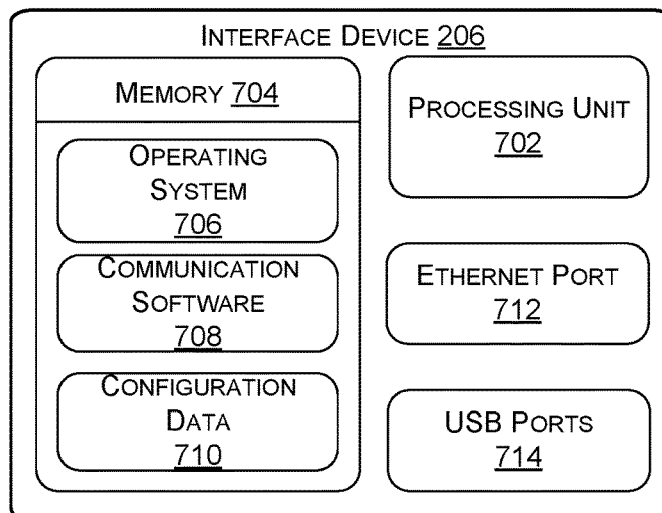 INTERFACE DEVICE 206
MEMORY 704
OPERATING
SYSTEM
706
COMMUNICATION
SOFTWARE
708
CONFIGURATION
DATA
710
PROCESSING UNIT
702
ETHERNET PORT
712
USB PORTS
714